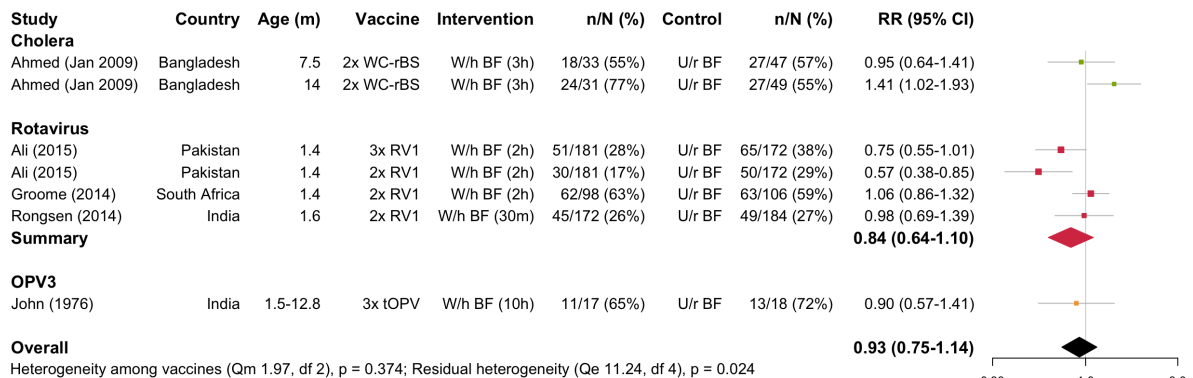 Study Country Age (m) Vaccine Intervention n/N (%) Control n/N (%) RR (95% CI)
Cholera
Ahmed (Jan 2009) Bangladesh 7.5 2x WC-rBS W/h BF (3h) 18/33 (55%) U/r BF 27/47 (57%) 0.95 (0.64-1.41)
Ahmed (Jan 2009) Bangladesh 14 2x WC-rBS W/h BF (3h) 24/31 (77%) U/r BF 27/49 (55%) 1.41 (1.02-1.93)
Rotavirus
Ali (2015) Pakistan 1.4 3x RV1 W/h BF (2h) 51/181 (28%) U/r BF 65/172 (38%) 0.75 (0.55-1.01)
Ali (2015) Pakistan 1.4 2x RV1 W/h BF (2h) 30/181 (17%) U/r BF 50/172 (29%) 0.57 (0.38-0.85)
Groome (2014) South Africa 1.4 2x RV1 W/h BF (2h) 62/98 (63%) U/r BF 63/106 (59%) 1.06 (0.86-1.32)
Rongsen (2014) India 1.6 2x RV1 W/h BF (30m) 45/172 (26%) U/r BF 49/184 (27%) 0.98 (0.69-1.39)
Summary 0.84 (0.64-1.10)
OPV3
John (1976) India 1.5-12.8 3x tOPV W/h BF (10h) 11/17 (65%) U/r BF 13/18 (72%) 0.90 (0.57-1.41)
Overall 0.93 (0.75-1.14)
Heterogeneity among vaccines (Qm 1.97, df 2), p = 0.374; Residual heterogeneity (Qe 11.24, df 4), p = 0.024